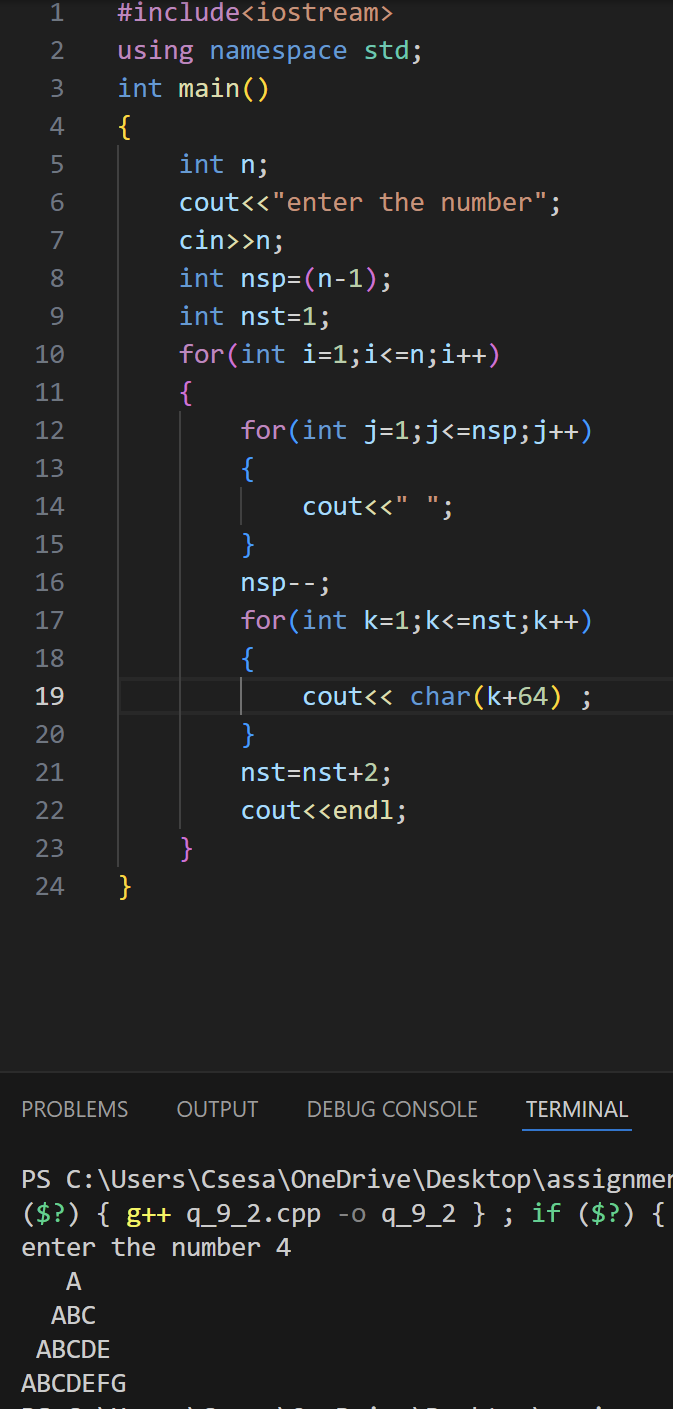 1 #include<iostream>
2 using namespace std;
3 int main()
4 {
5 int n;
6 cout<<"enter the number";
7 cin>>n;
8 int nsp=(n-1);
9 int nst=1;
10 for(int i=1;i<=n;i++)
11 {
12 for(int j=1;j<=nsp;j++)
13 {
14 cout<<" ";
15 }
16 nsp--;
17 for(int k=1;k<=nst;k++)
18 {
19 cout<< char(k+64) ;
20 }
21 nst=nst+2;
22 cout<<endl;
23 }
24 }
PROBLEMS OUTPUT DEBUG CONSOLE TERMINAL
PS C:\Users\Csesa\OneDrive\Desktop\assignmen
($?) { g++ q_9_2.cpp -o q_9_2 } ; if ($?) {
enter the number 4
   A
  ABC
 ABCDE
ABCDEFG